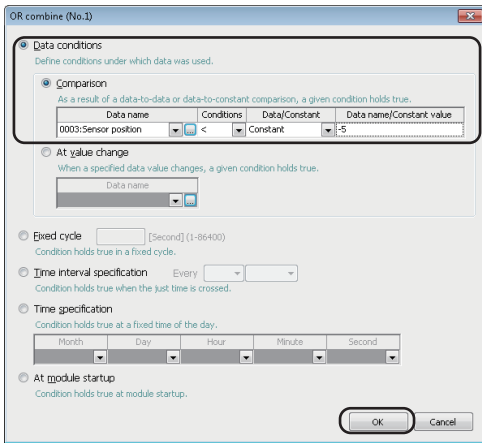 OR combine (No.1)
Data conditions
Define conditions under which data was used.
Comparison
As a result of a data-to-data or data-to-constant comparison, a given condition holds true.
Data name Conditions Data/Constant Data name/Constant value
0003:Sensor position ... < Constant -5
At value change
When a specified data value changes, a given condition holds true.
Data name
...
Fixed cycle [Second] (1-86400)
Condition holds true in a fixed cycle.
Time interval specification Every
Condition holds true when the just time is crossed.
Time specification
Condition holds true at a fixed time of the day.
Month Day Hour Minute Second
At module startup
Condition holds true at module startup.
OK Cancel